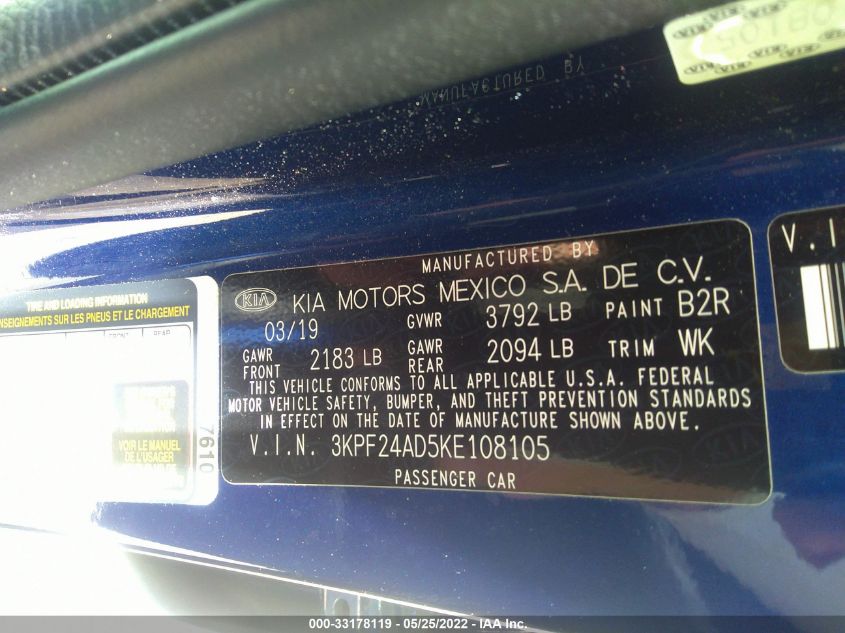 MANUFACTURED BY
KIA KIA MOTORS MEXICO S.A. DE C.V.
03/19 GVWR 3792 LB PAINT B2R
GAWR FRONT 2183 LB GAWR REAR 2094 LB TRIM WK
THIS VEHICLE CONFORMS TO ALL APPLICABLE U.S.A. FEDERAL
MOTOR VEHICLE SAFETY, BUMPER, AND THEFT PREVENTION STANDARDS
IN EFFECT ON THE DATE OF MANUFACTURE SHOWN ABOVE.
V.I.N. 3KPF24AD5KE108105
PASSENGER CAR
TIRE AND LOADING INFORMATION
RENSEIGNEMENTS SUR LES PNEUS ET LE CHARGEMENT
FRONT REAR
VOIR LE MANUEL
DE L'USAGER
7610
V.I
000-33178119 / 05/25/2022 - IAA Inc.